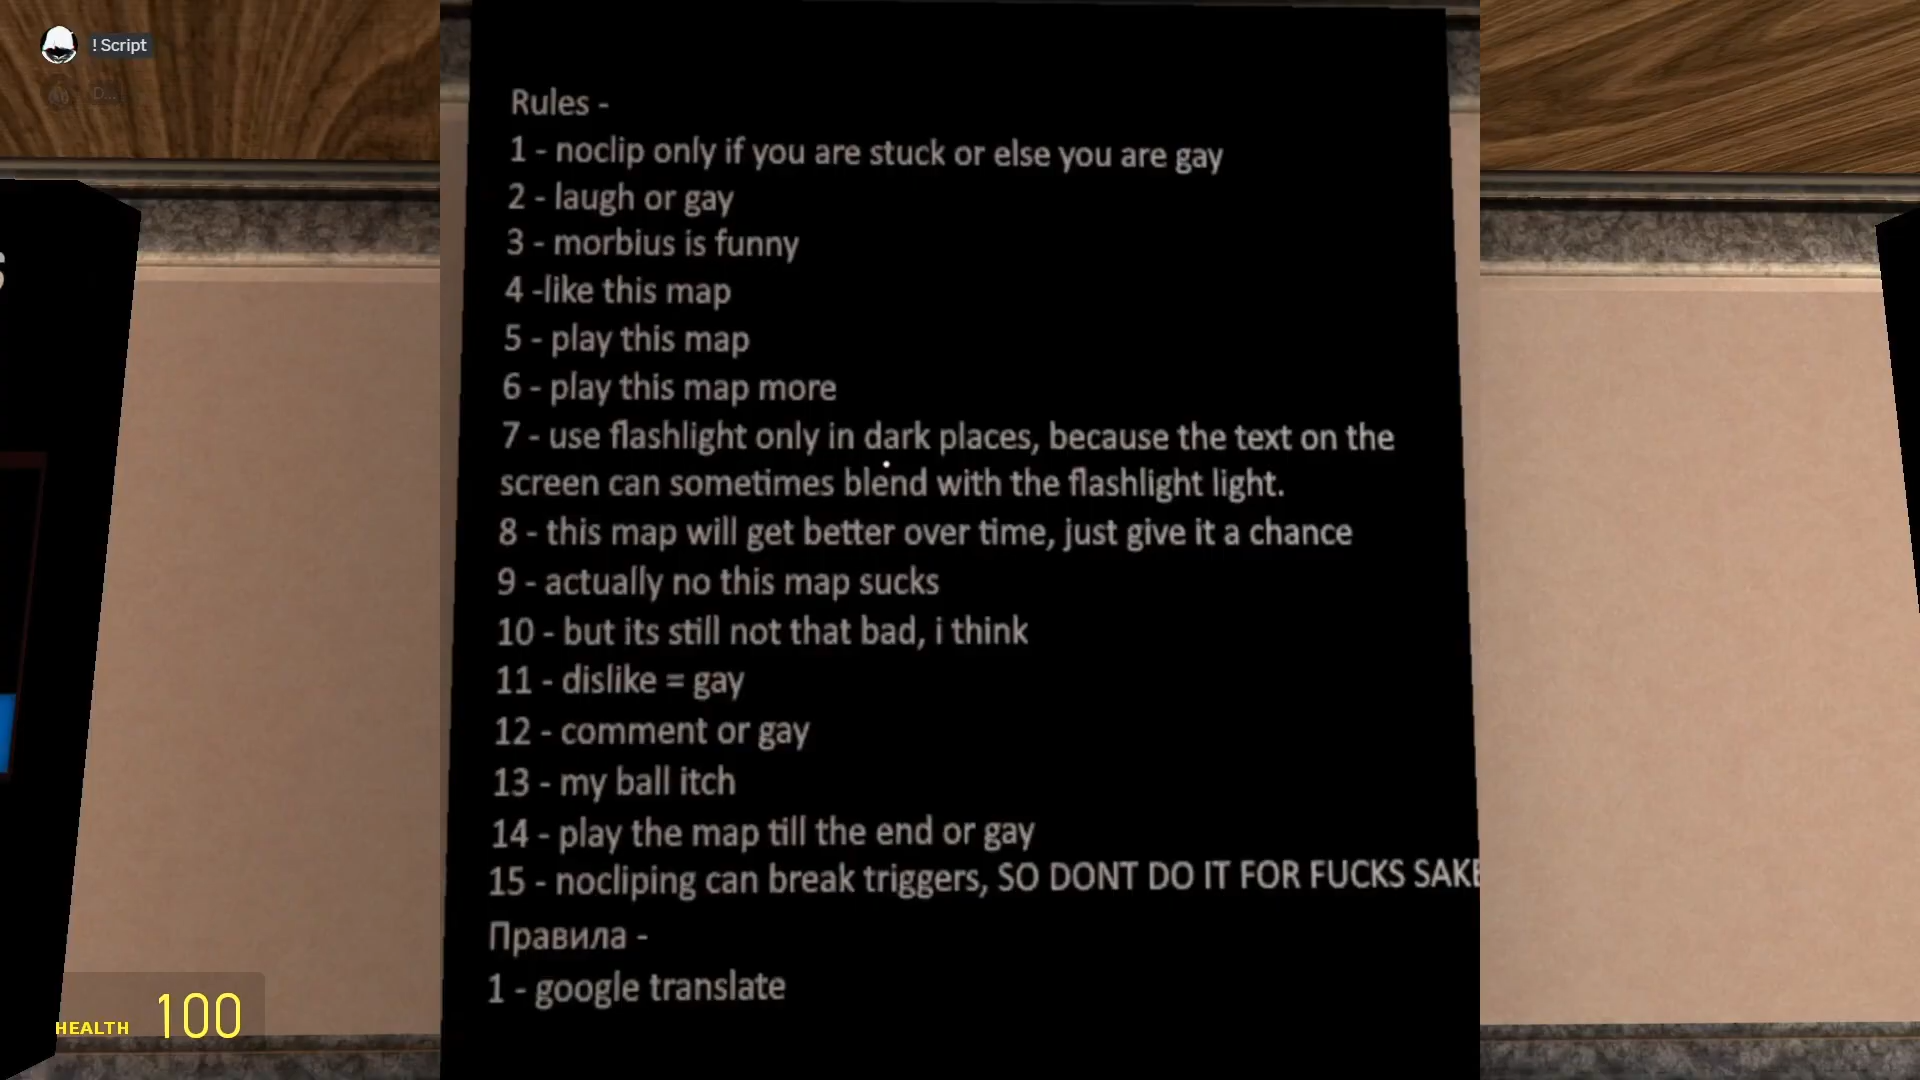 ! Script
D...
Rules -
1 - noclip only if you are stuck or else you are gay
2 - laugh or gay
3 - morbius is funny
4 -like this map
5 - play this map
6 - play this map more
7 - use flashlight only in dark places, because the text on the
screen can sometimes blend with the flashlight light.
8 - this map will get better over time, just give it a chance
9 - actually no this map sucks
10 - but its still not that bad, i think
11 - dislike = gay
12 - comment or gay
13 - my ball itch
14 - play the map till the end or gay
15 - nocliping can break triggers, SO DONT DO IT FOR FUCKS SAKE
Правила -
1 - google translate
HEALTH 100